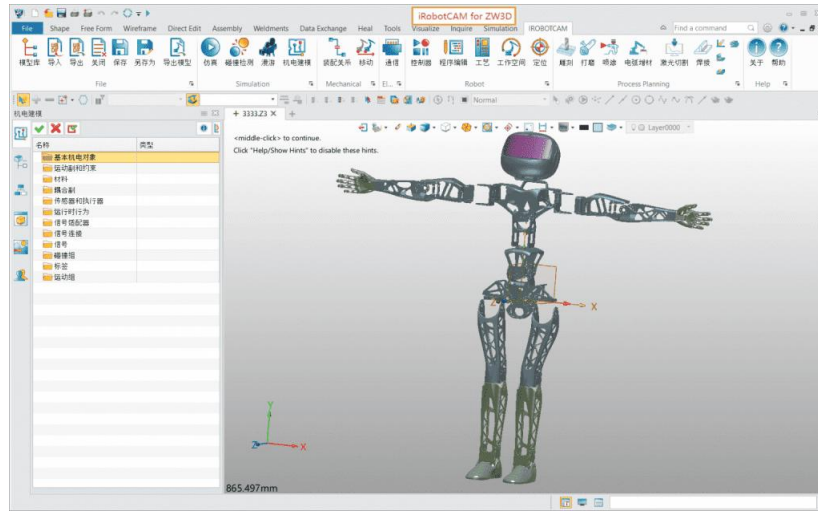 iRobotCAM for ZW3D
File Shape Free Form Wireframe Direct Edit Assembly Weldments Data Exchange Heal Tools Visualize Inquire Simulation IROBOTCAM Find a command
模型库 导入 导出 关闭 保存 另存为 导出模型 仿真 碰撞检测 漫游 机电建模 装配关系 移动 通信 控制器 程序编辑 工艺 工作空间 定位 雕刻 打磨 喷涂 电弧增材 激光切割 焊接 关于 帮助
File Simulation Mechanical El... Robot Process Planning Help
Normal
机电建模
+ 3333.Z3 × +
名称 类型
基本机电对象
运动副和约束
材料
耦合副
传感器和执行器
运行时行为
信号适配器
信号连接
信号
碰撞组
标签
运动组
<middle-click> to continue.
Click "Help/Show Hints" to disable these hints.
Layer0000
Z X
Y
Z X
865.497mm